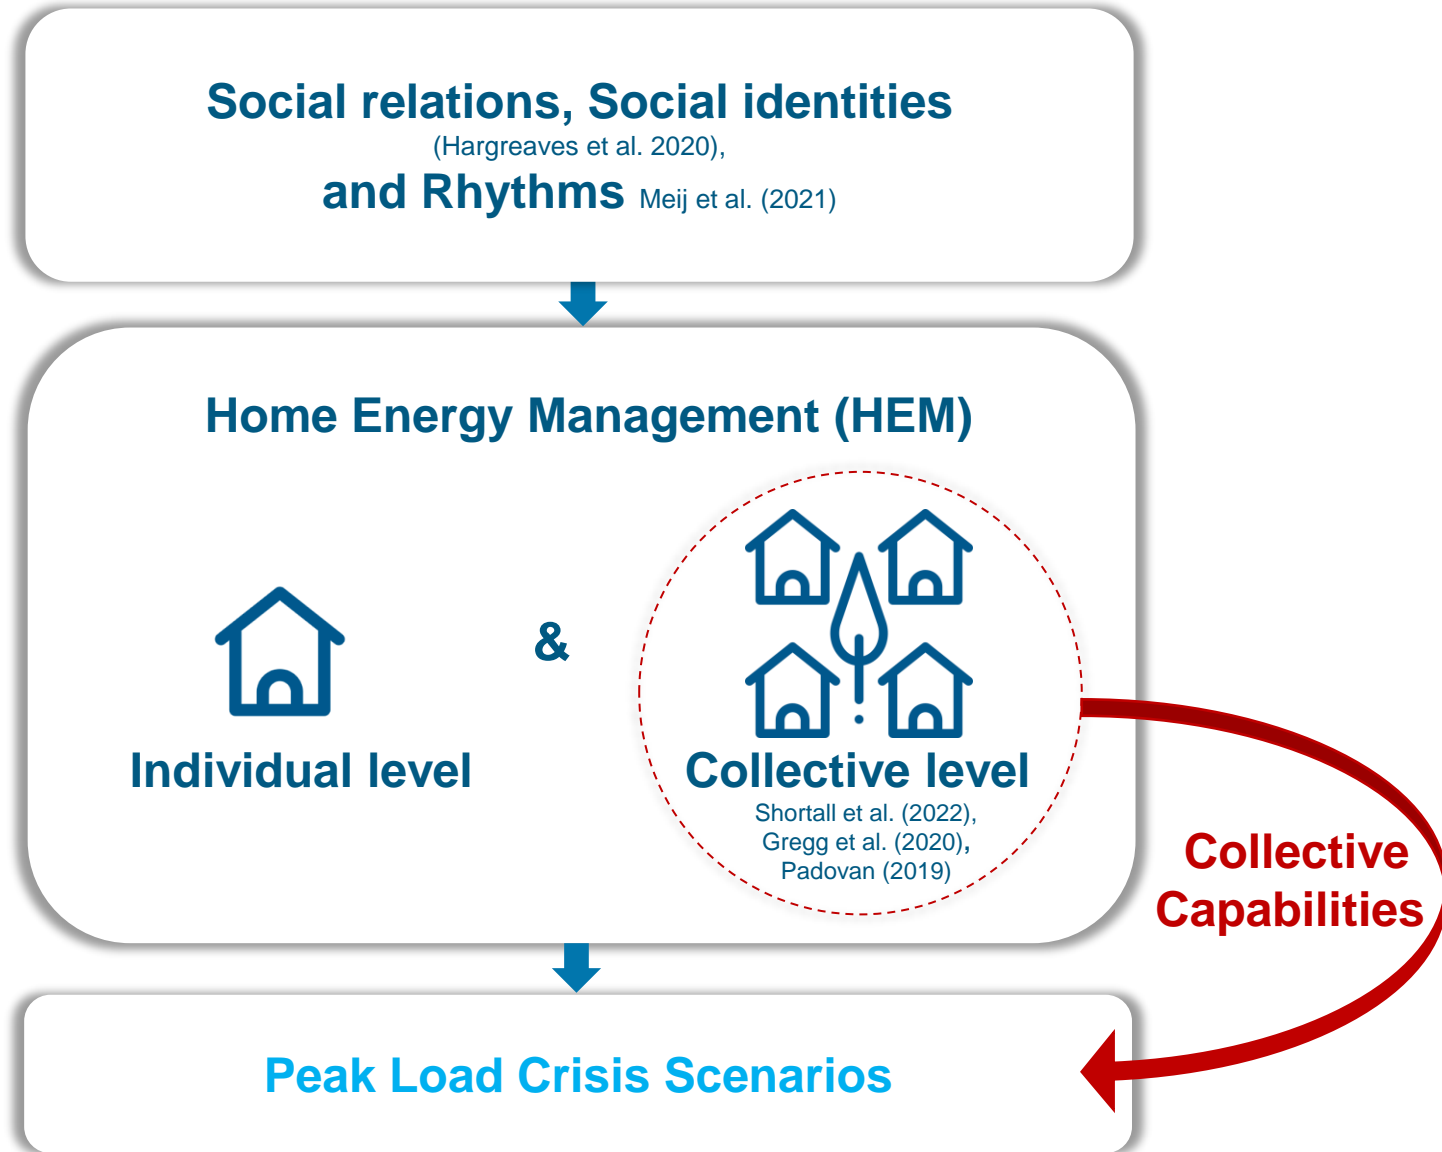 Social relations, Social identities
(Hargreaves et al. 2020),
and Rhythms Meij et al. (2021)
Home Energy Management (HEM)
&
Individual level
Collective level
Shortall et al. (2022),
Gregg et al. (2020),
Padovan (2019)
Collective
Capabilities
Peak Load Crisis Scenarios